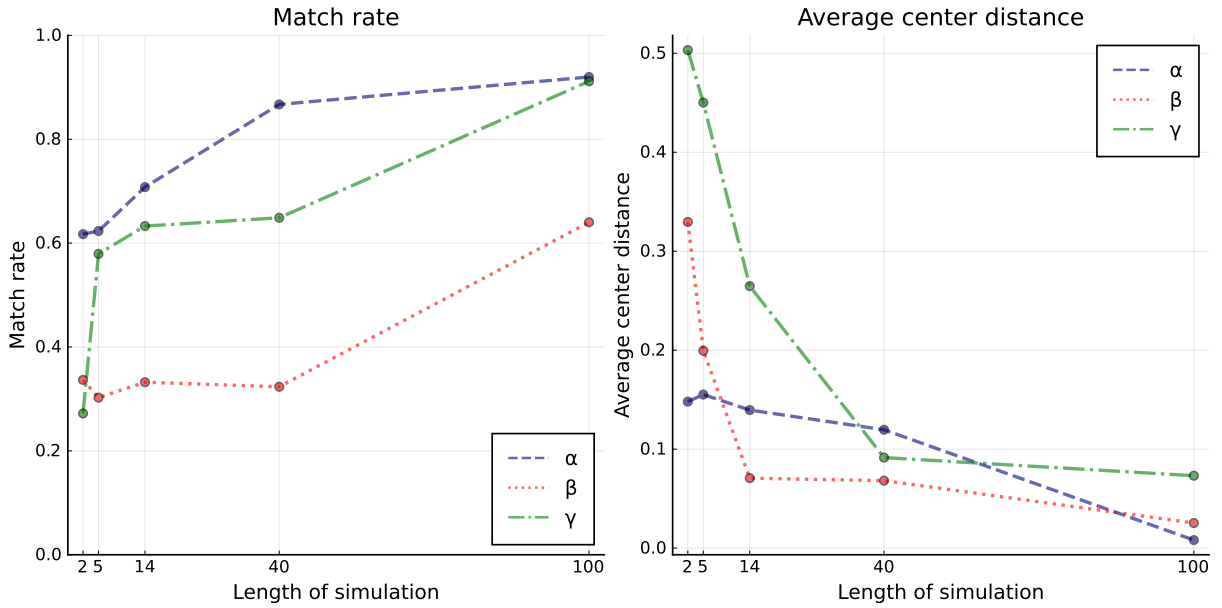 Match rate
Average center distance
Match rate
1.0
0.8
0.6
0.4
0.2
0.0
2 5 14 40 100
Length of simulation
α
β
γ
Average center distance
0.5
0.4
0.3
0.2
0.1
0.0
2 5 14 40 100
Length of simulation
α
β
γ